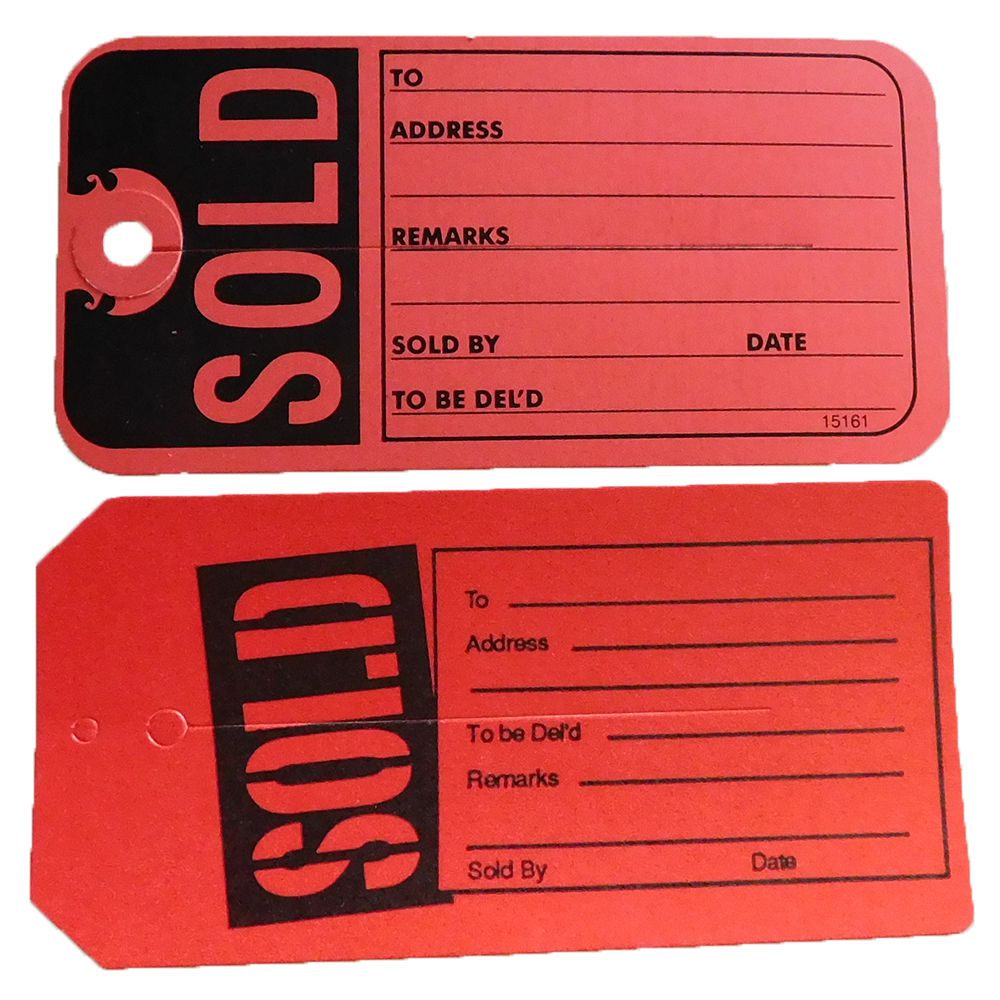 SOLD
TO
ADDRESS
REMARKS
SOLD BY DATE
TO BE DEL'D
15161
SOLD
To
Address
To be Del'd
Remarks
Sold By Date